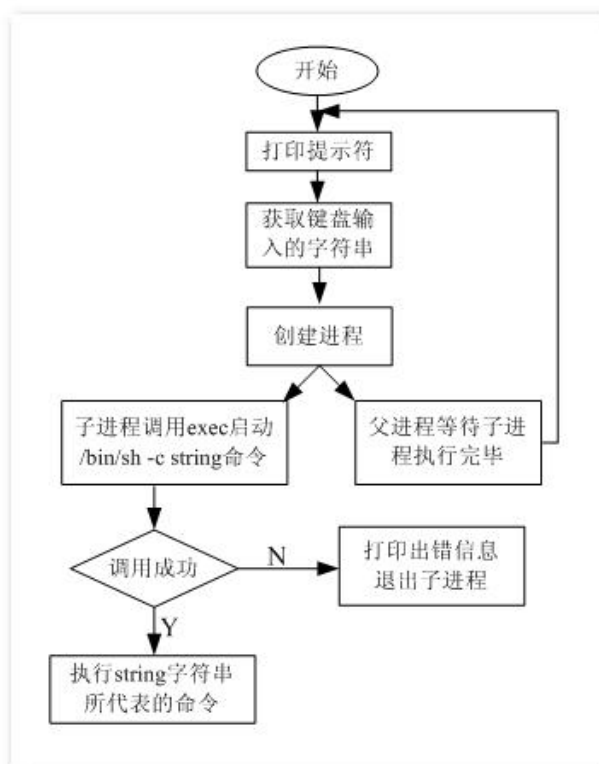 开始
打印提示符
获取键盘输
入的字符串
创建进程
子进程调用exec启动
/bin/sh -c string命令
父进程等待子进
程执行完毕
调用成功
N
打印出错信息
退出子进程
Y
执行string字符串
所代表的命令